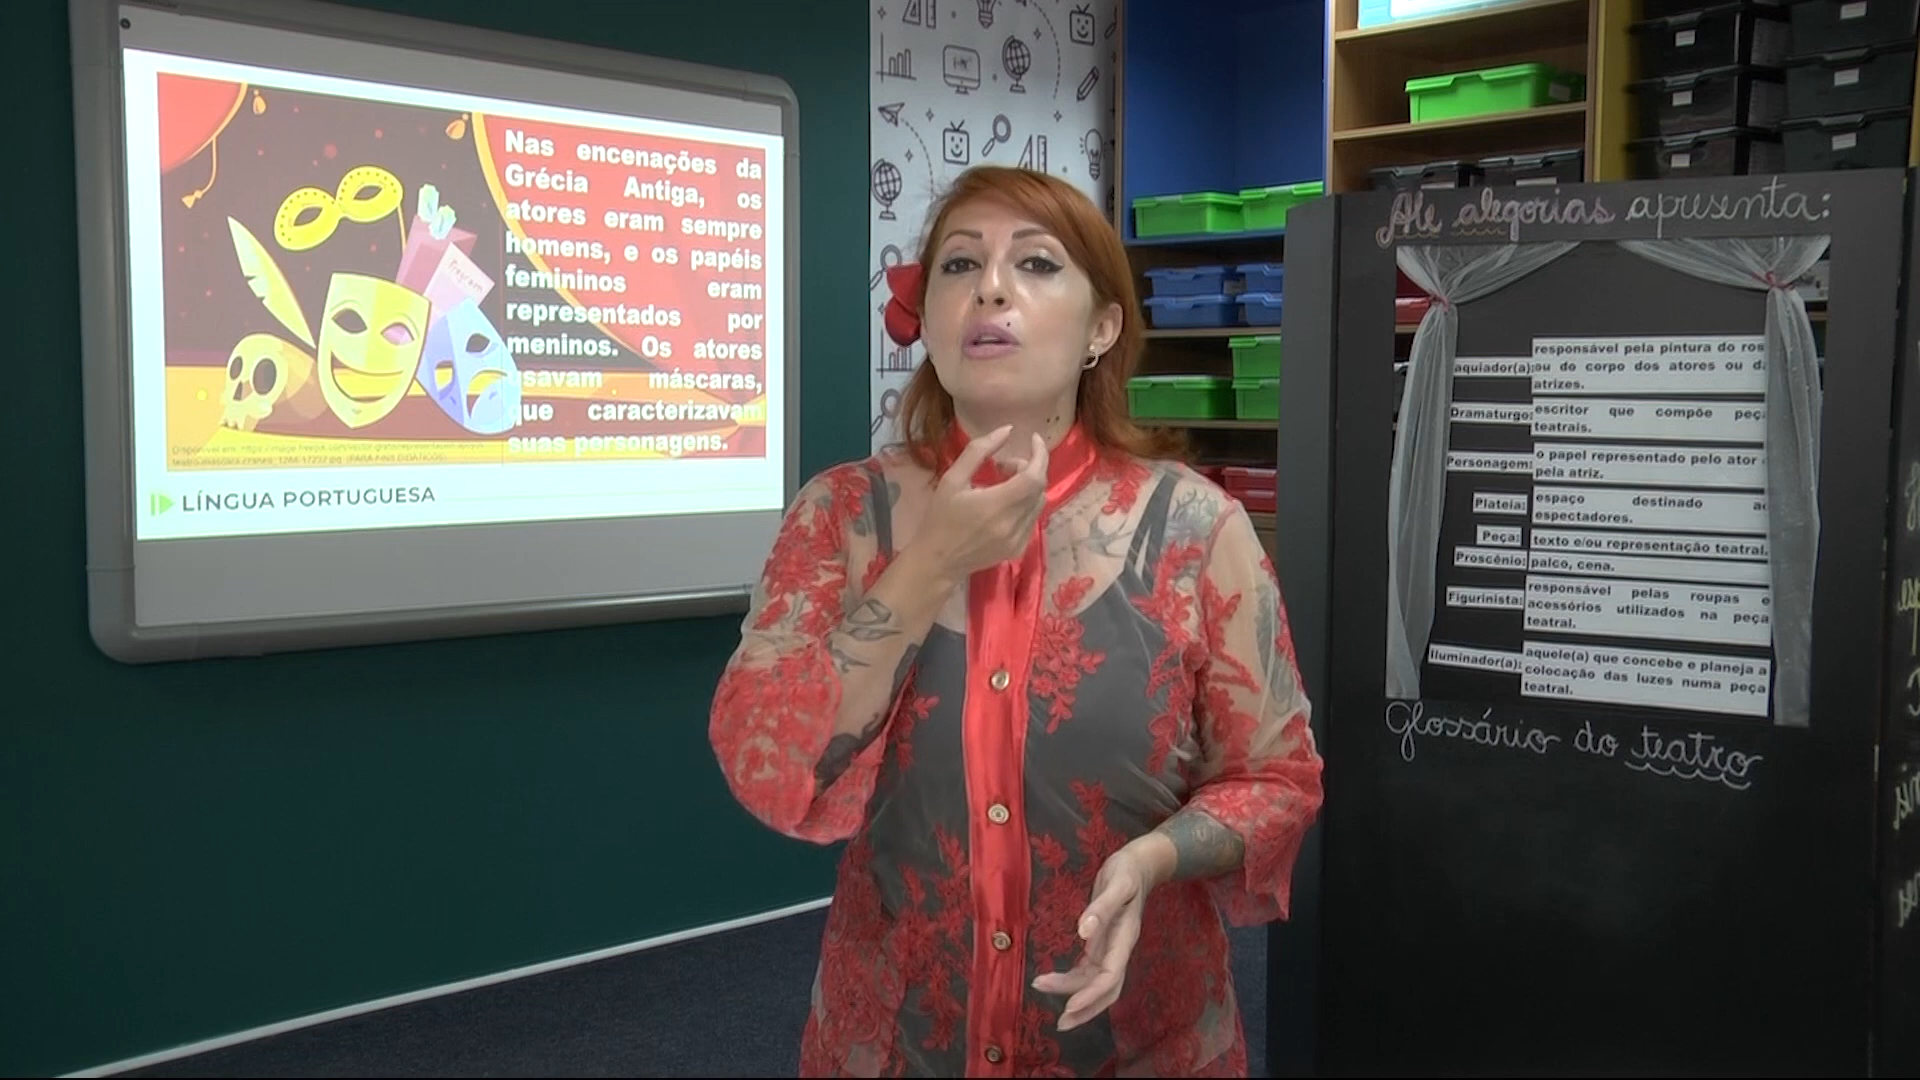 Nas encenações da
Grécia Antiga, os
atores eram sempre
homens, e os papéis
femininos eram
representados por
meninos. Os atores
usavam máscaras,
que caracterizavam
suas personagens.
Program
LÍNGUA PORTUGUESA
Alê alegorias apresenta:
aquiador(a): responsável pela pintura do ros
ou do corpo dos atores ou da
atrizes.
Dramaturgo: escritor que compõe peça
teatrais.
Personagem: o papel representado pelo ator
pela atriz.
Plateia: espaço destinado ao
espectadores.
Peça: texto e/ou representação teatral.
Proscênio: palco, cena.
Figurinista: responsável pelas roupas e
acessórios utilizados na peça
teatral.
Iluminador(a): aquele(a) que concebe e planeja a
colocação das luzes numa peça
teatral.
Glossário do teatro